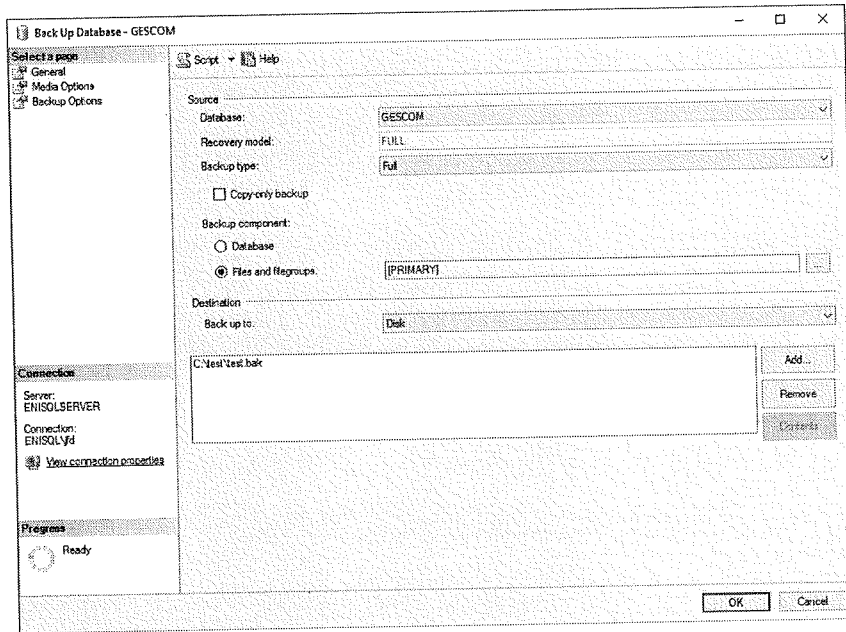 Back Up Database - GESCOM
Select a page
General
Media Options
Backup Options
Script Help
Source
Database: GESCOM
Recovery model: FULL
Backup type: Full
Copy-only backup
Backup component:
Database
Files and filegroups: [PRIMARY] ...
Destination
Back up to: Disk
C:\test\test.bak
Add...
Remove
Contents
Connection
Server:
ENISQLSERVER
Connection:
ENISQL\jfd
View connection properties
Progress
Ready
OK Cancel